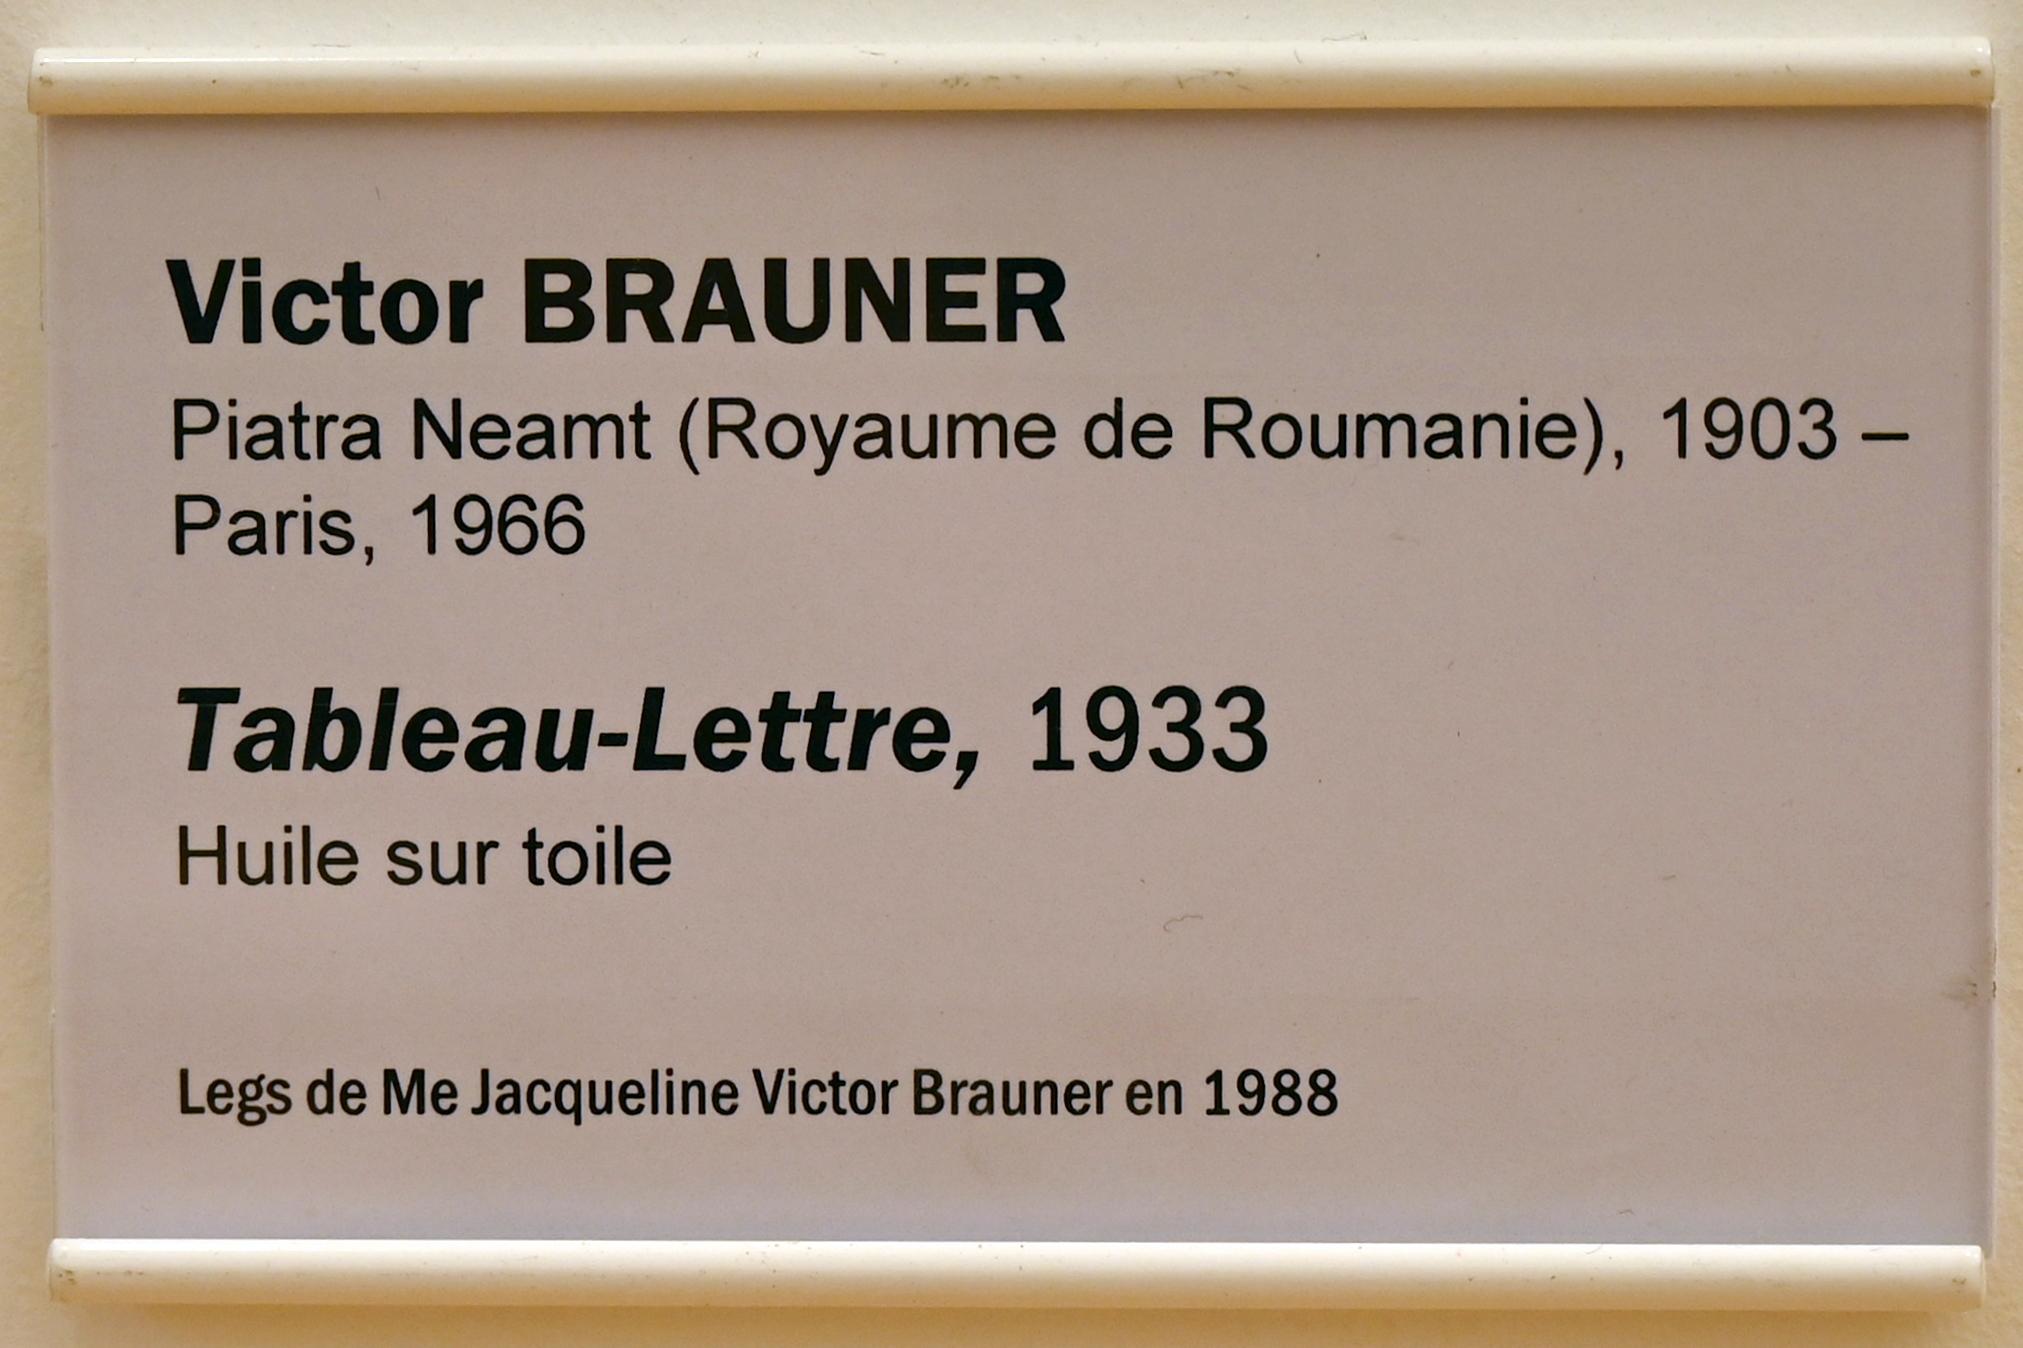 Victor BRAUNER
Piatra Neamt (Royaume de Roumanie), 1903 –
Paris, 1966
Tableau-Lettre, 1933
Huile sur toile
Legs de Me Jacqueline Victor Brauner en 1988